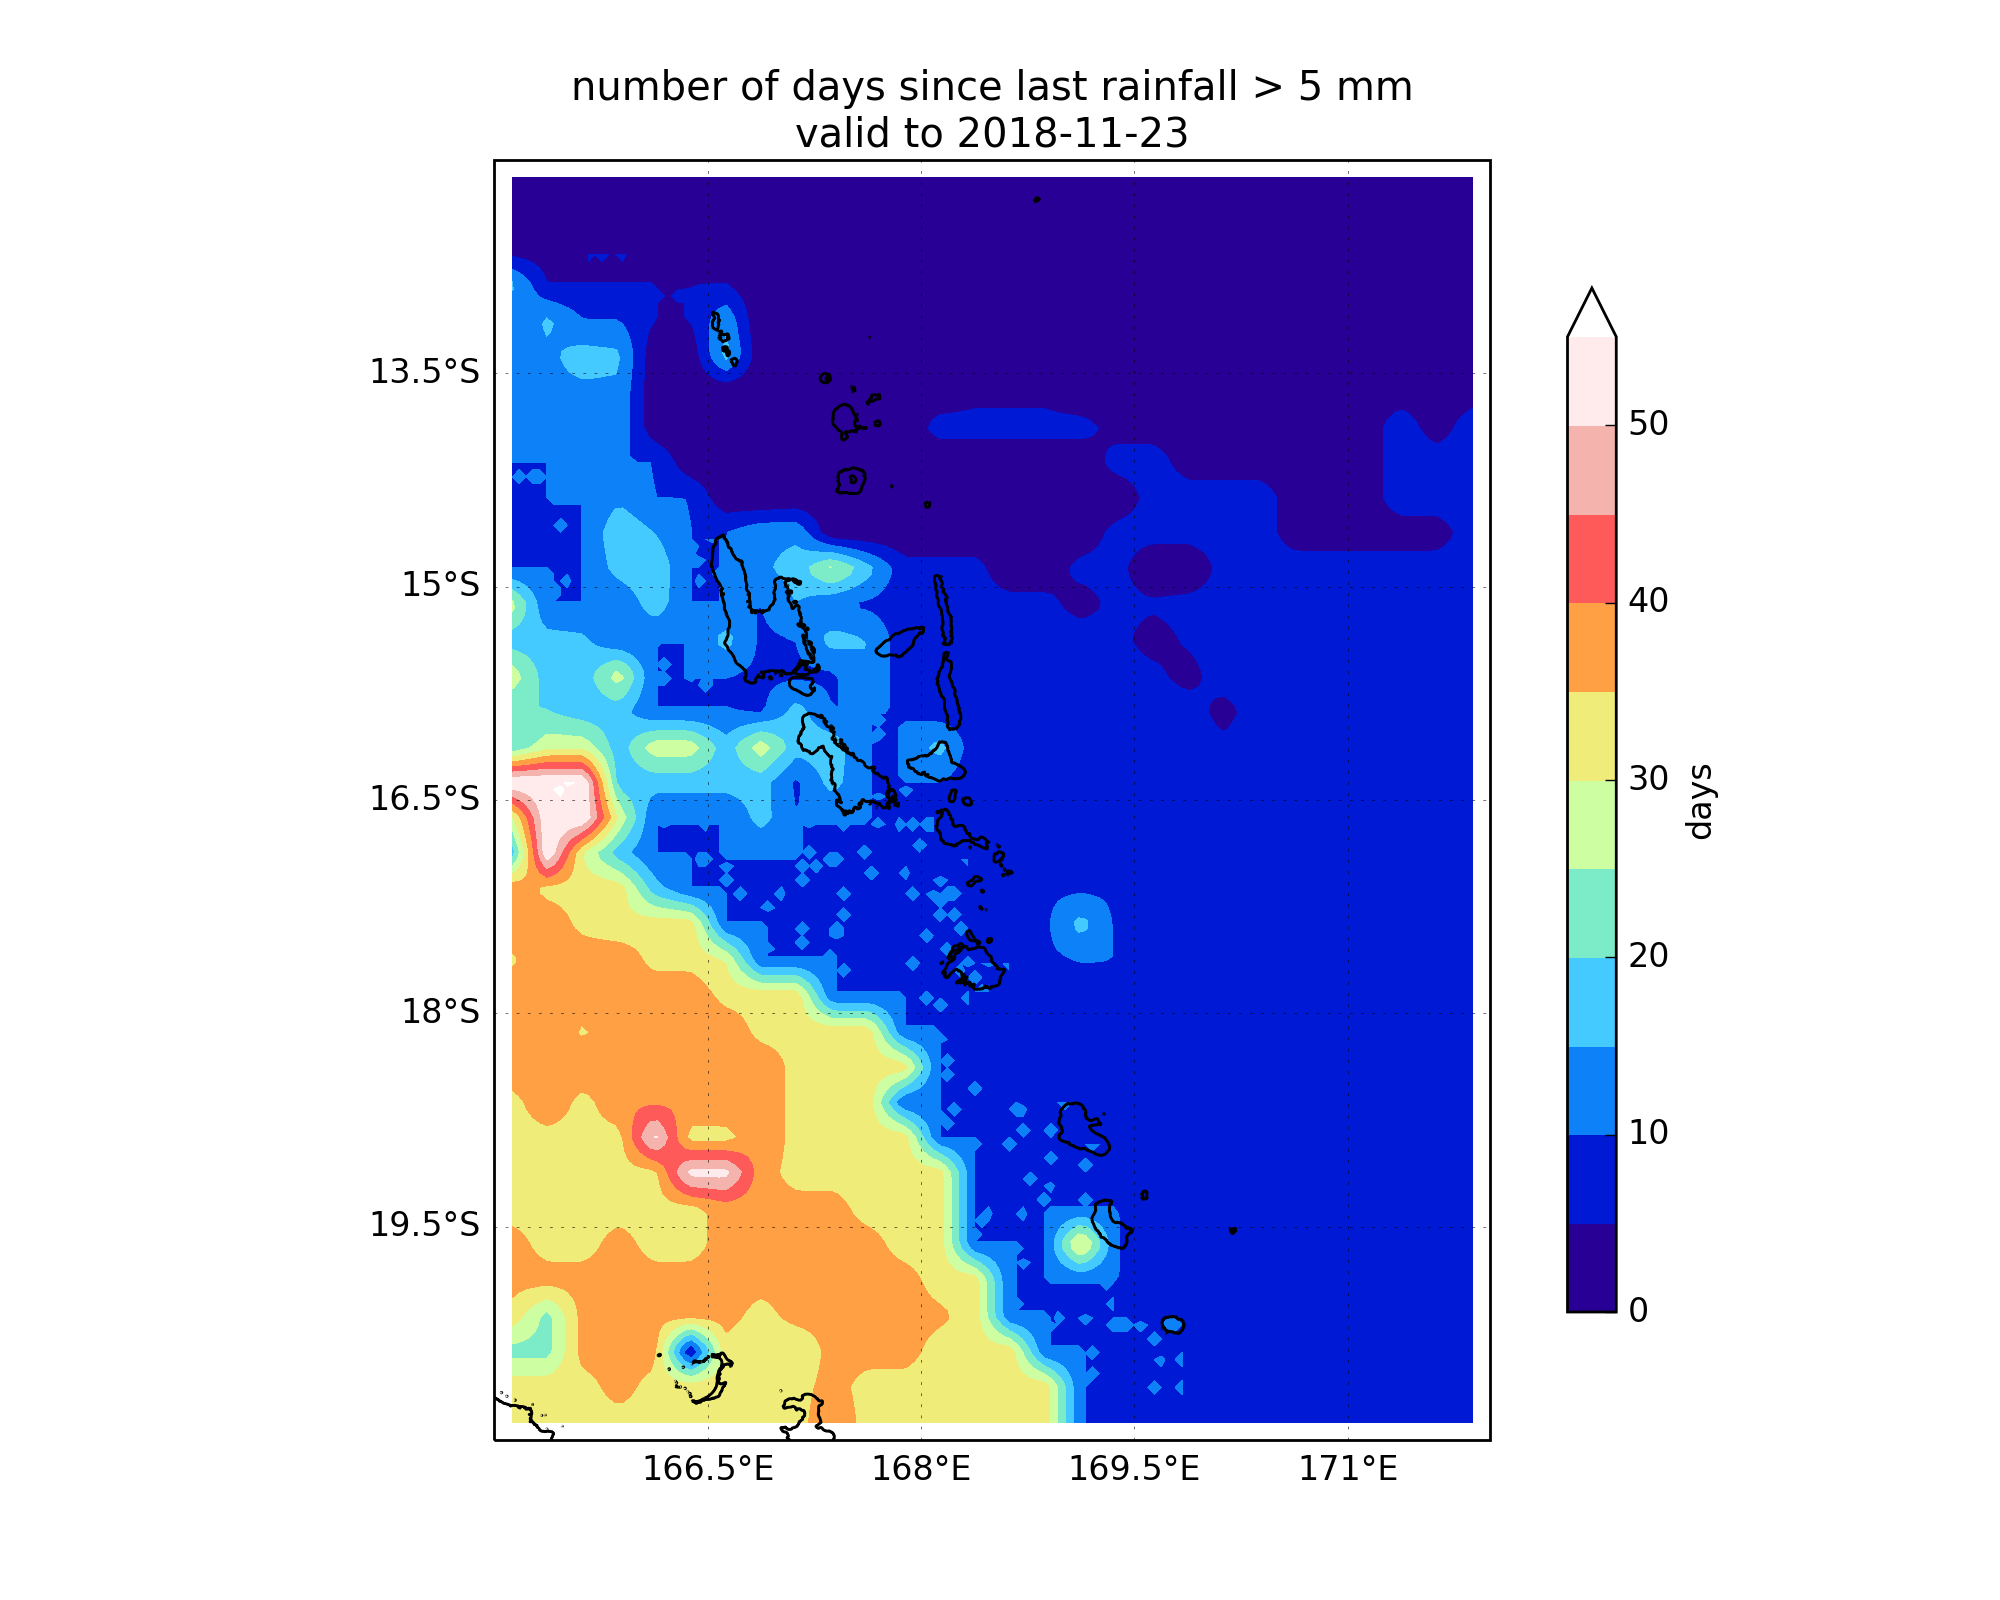 number of days since last rainfall > 5 mm
valid to 2018-11-23
13.5°S
15°S
16.5°S
18°S
19.5°S
166.5°E
168°E
169.5°E
171°E
50
40
30
20
10
0
days